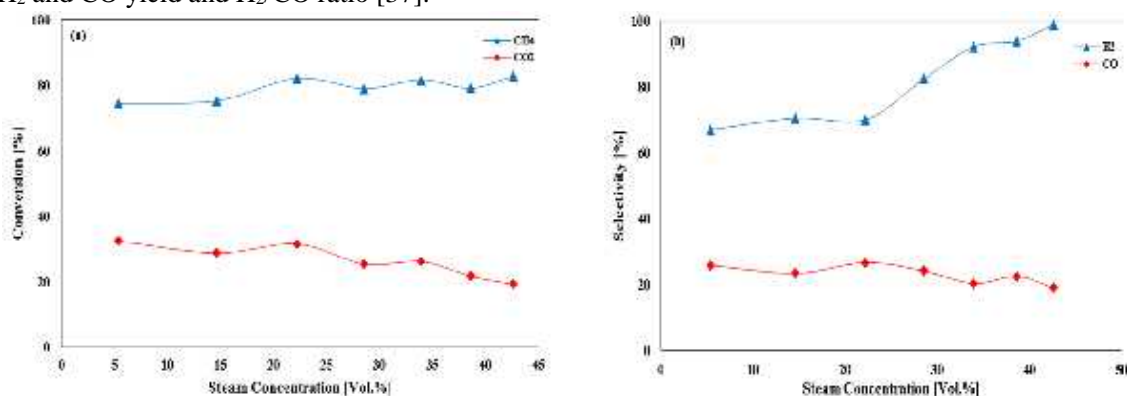 H₂ and CO yield and H₂ CO ratio [37].
(a)
CH4
CO2
Conversion [%]
100
80
60
40
20
0
0 5 10 15 20 25 30 35 40 45
Steam Concentration [Vol.%]
(b)
H2
CO
Selectivity [%]
100
80
60
40
20
0
0 10 20 30 40 50
Steam Concentration [Vol.%]